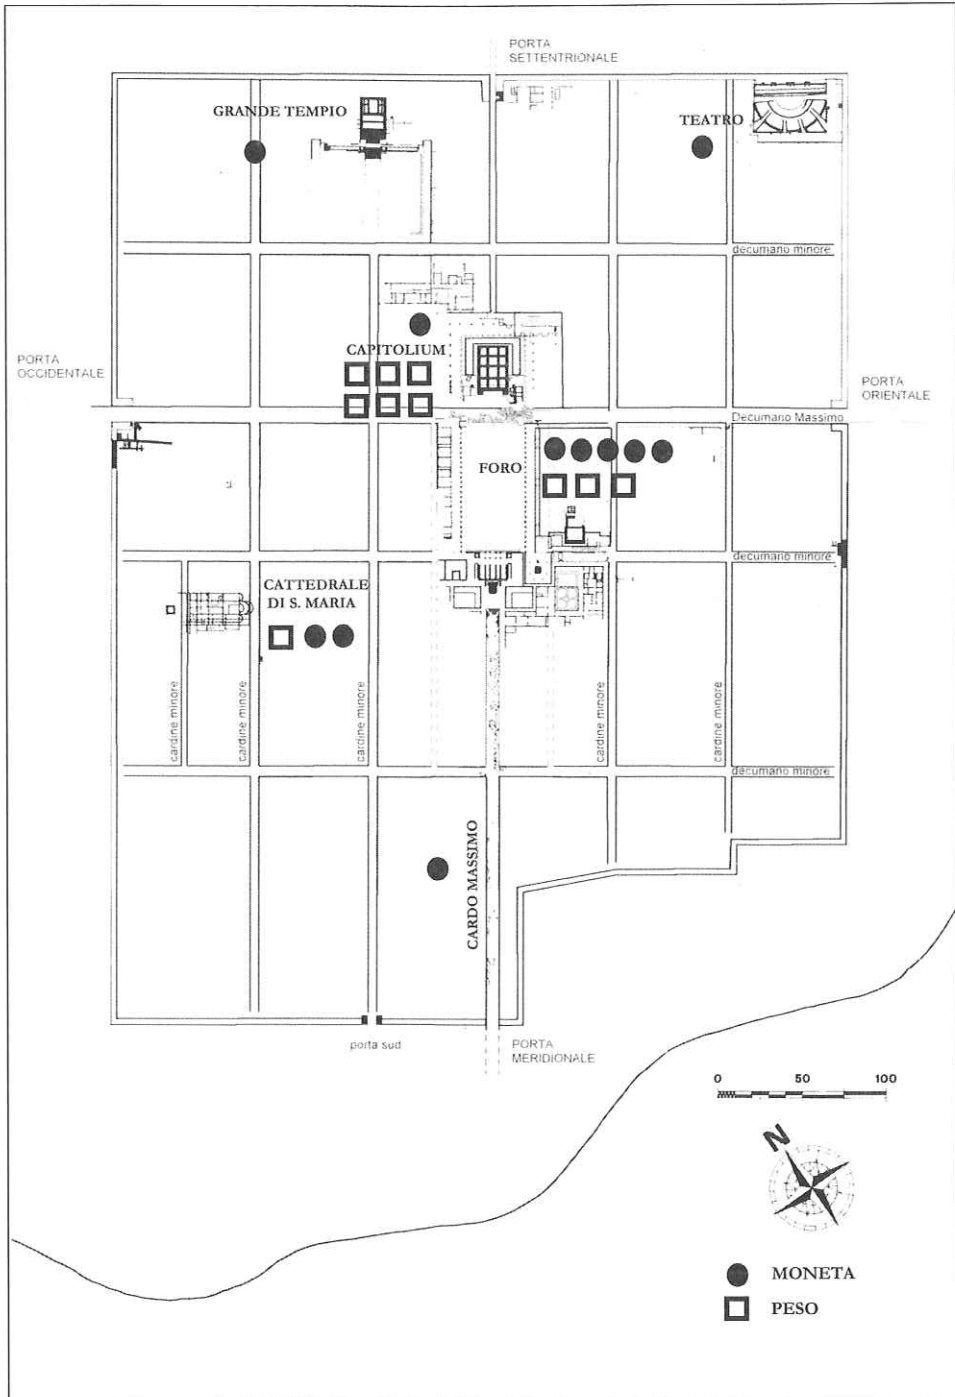 PORTA
SETTENTRIONALE
GRANDE TEMPIO
TEATRO
decumano minore
CAPITOLIUM
PORTA
OCCIDENTALE
PORTA
ORIENTALE
Decumano Massimo
FORO
decumano minore
CATTEDRALE
DI S. MARIA
cardine minore
cardine minore
cardine minore
cardine minore
cardine minore
decumano minore
CARDO MASSIMO
porta sud
PORTA
MERIDIONALE
0 50 100
N
MONETA
PESO